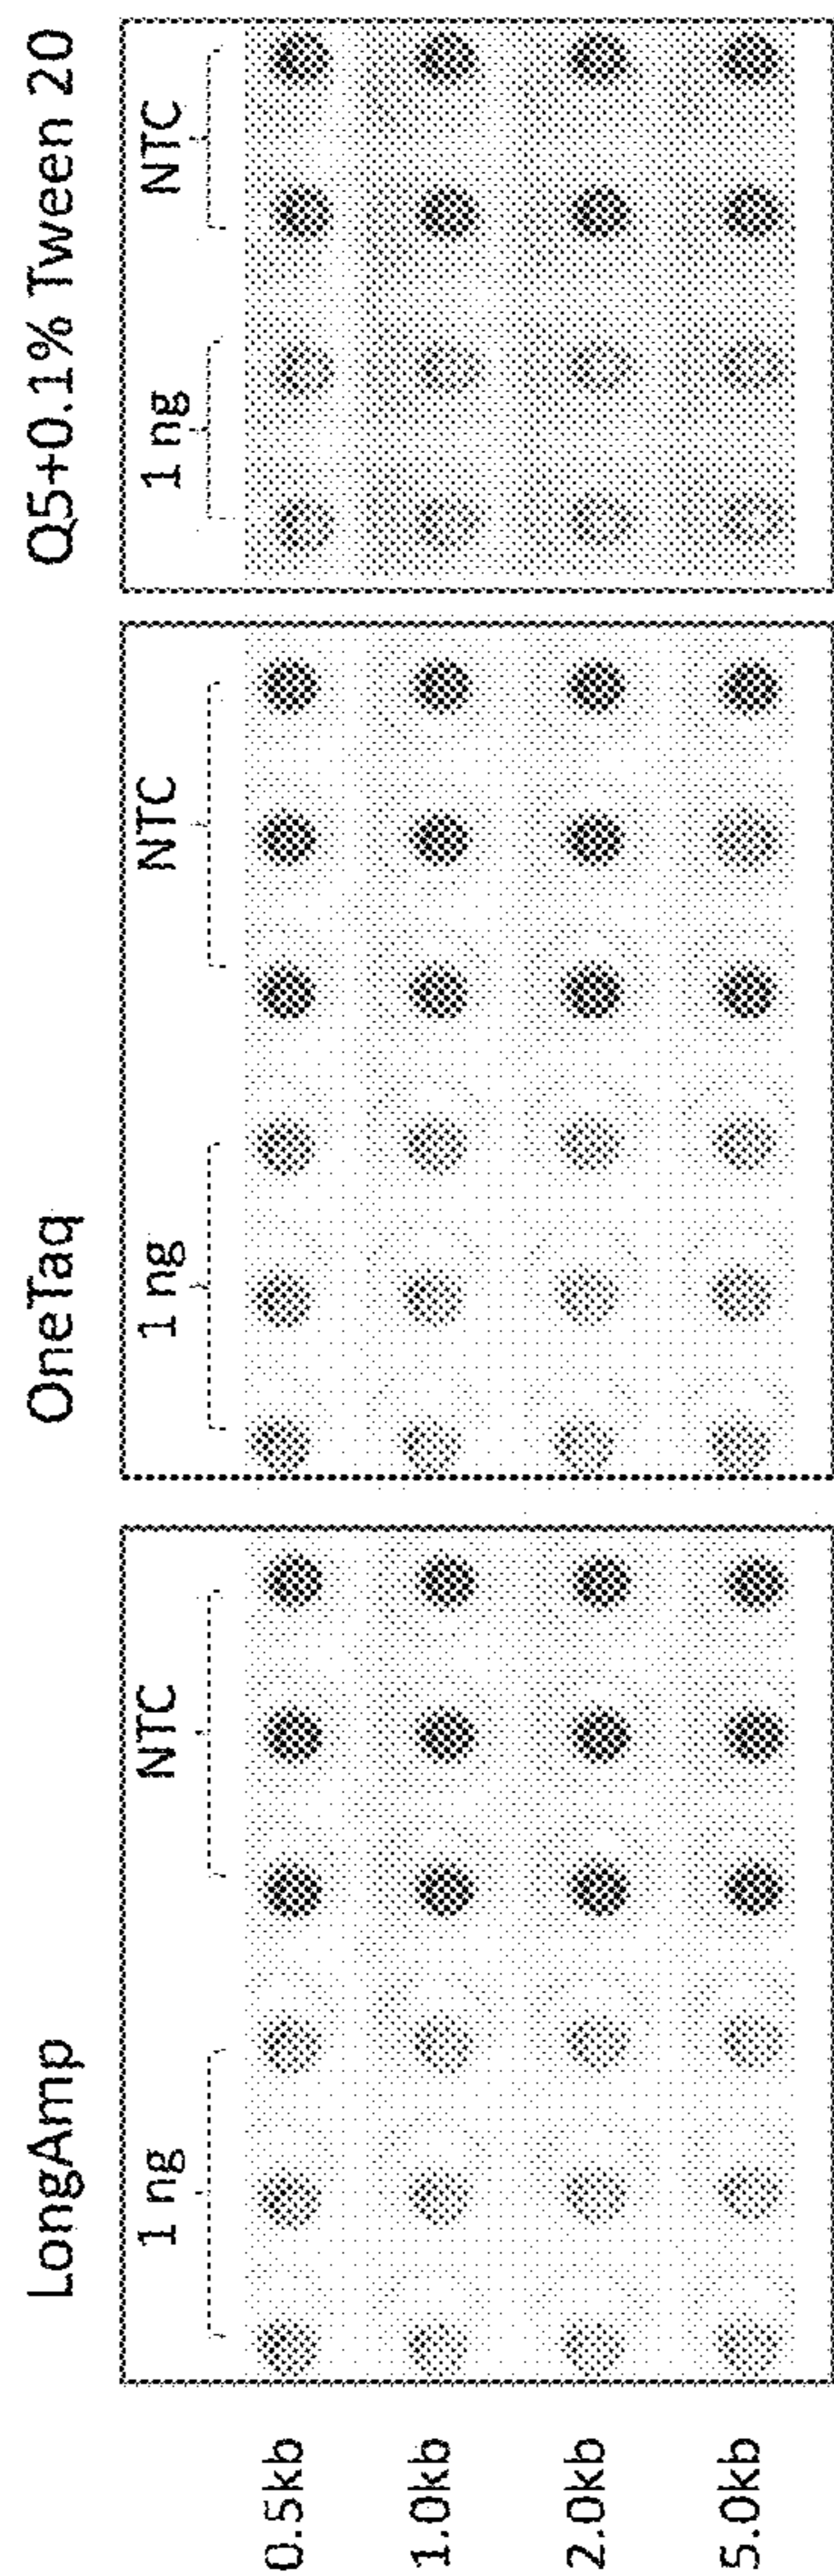 LongAmp
OneTaq
Q5+0.1% Tween 20
1 ng
NTC
1 ng
NTC
1 ng
NTC
0.5kb
1.0kb
2.0kb
5.0kb